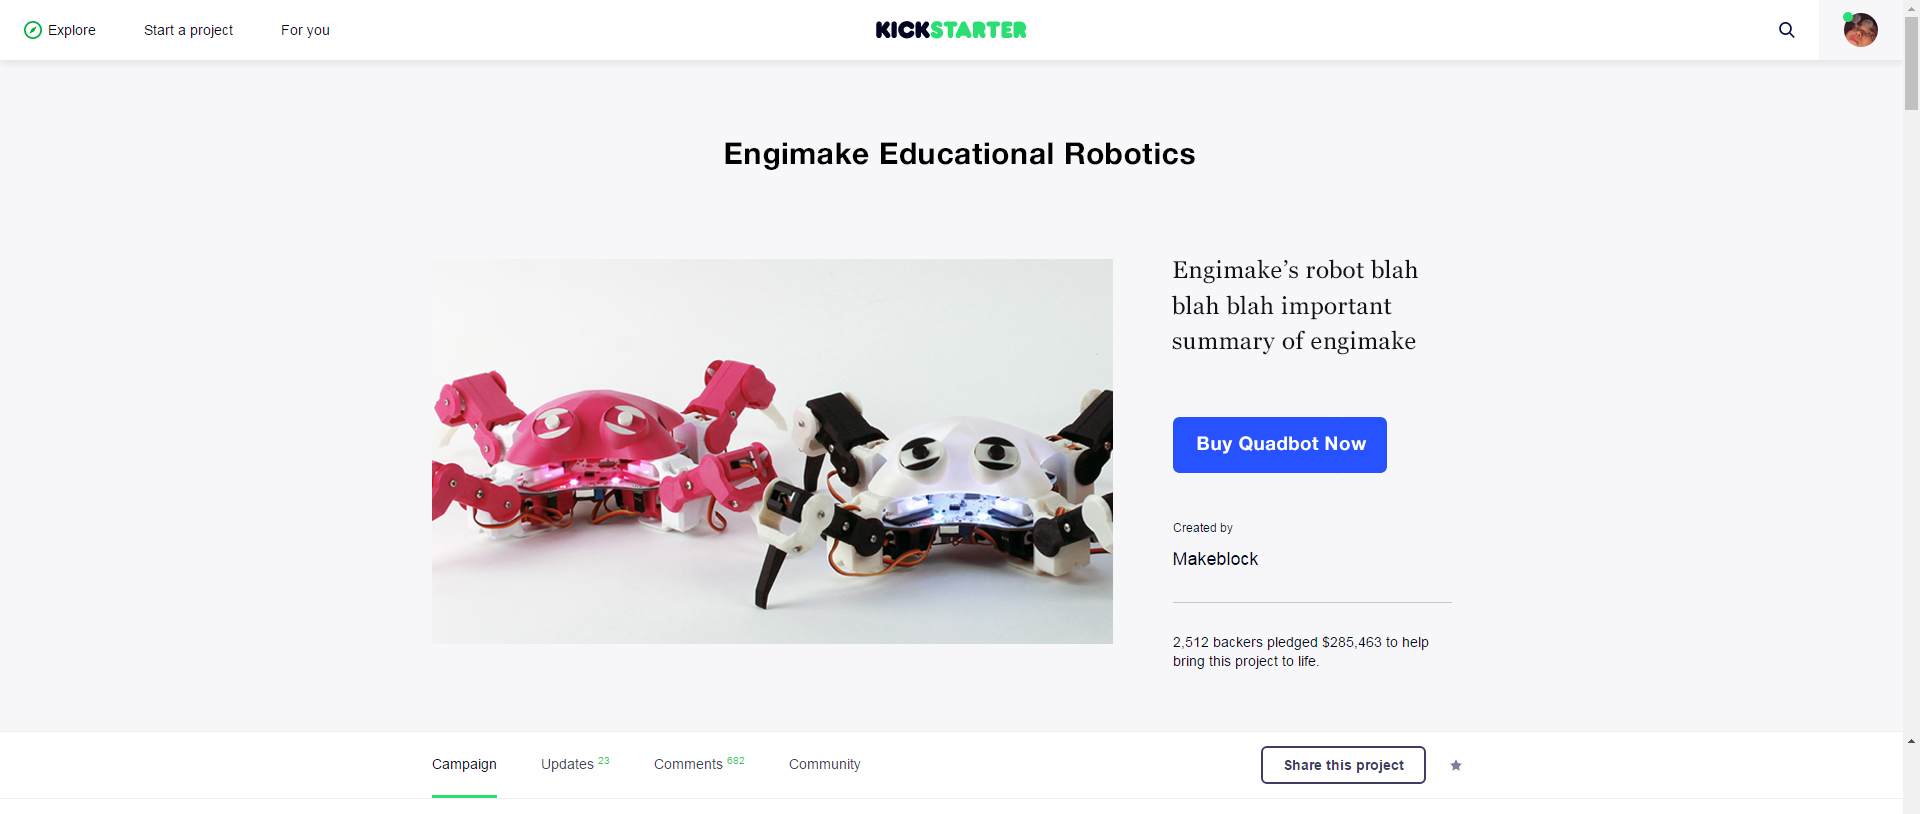 Explore
Start a project
For you
KICKSTARTER
Engimake Educational Robotics
Engimake’s robot blah
blah blah important
summary of engimake
Buy Quadbot Now
Created by
Makeblock
2,512 backers pledged $285,463 to help
bring this project to life.
Campaign
Updates 23
Comments 682
Community
Share this project